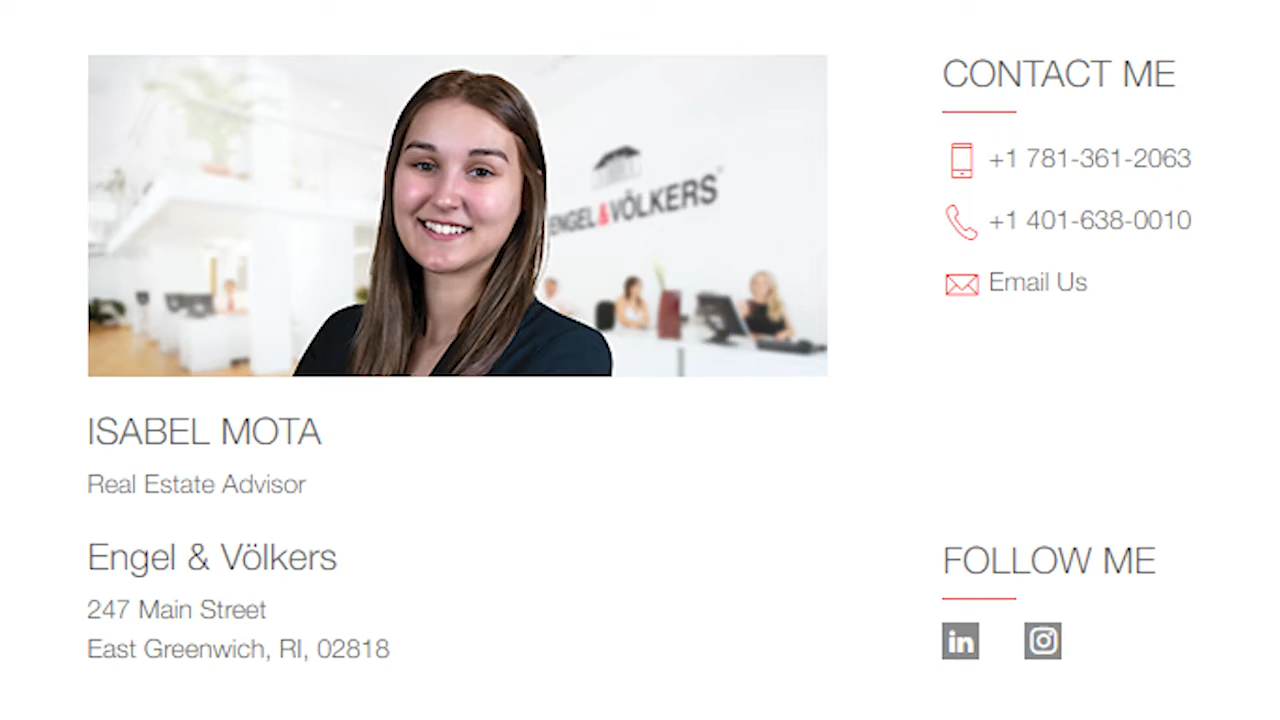 ENGEL&VÖLKERS
ISABEL MOTA
Real Estate Advisor
Engel & Völkers
247 Main Street
East Greenwich, RI, 02818
CONTACT ME
+1 781-361-2063
+1 401-638-0010
Email Us
FOLLOW ME
in